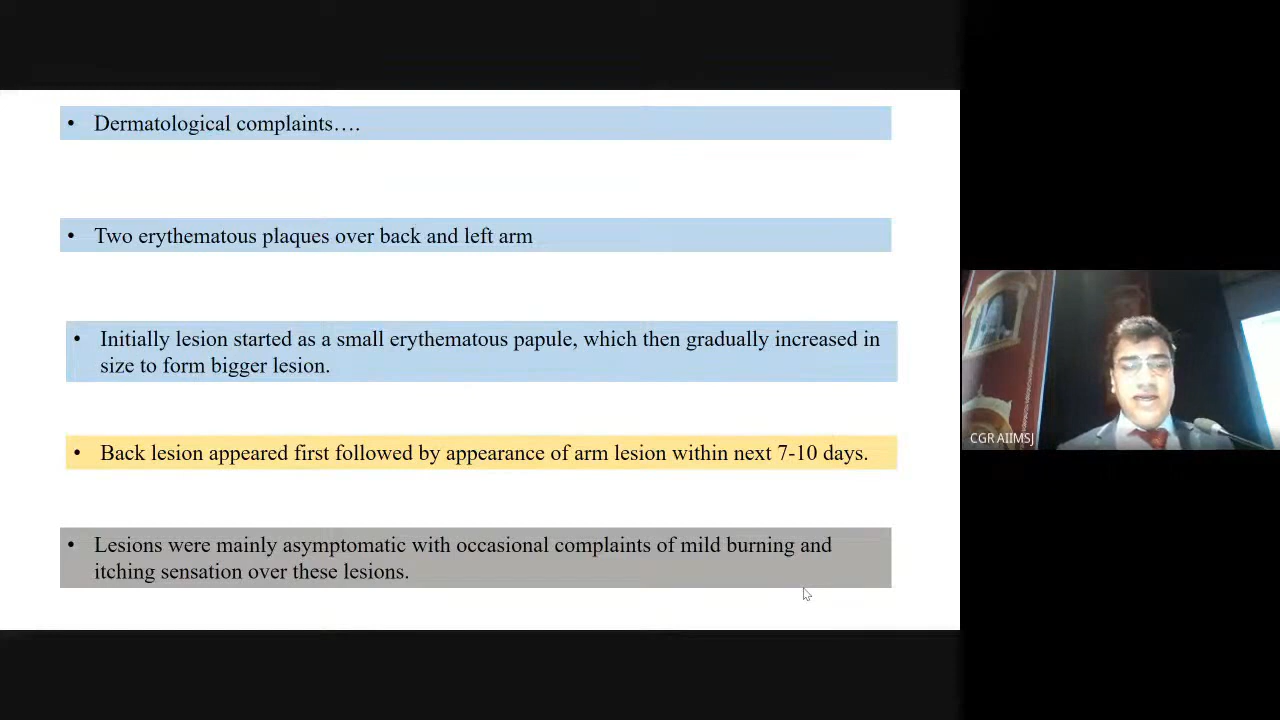 • Dermatological complaints….
• Two erythematous plaques over back and left arm
• Initially lesion started as a small erythematous papule, which then gradually increased in
size to form bigger lesion.
• Back lesion appeared first followed by appearance of arm lesion within next 7-10 days.
• Lesions were mainly asymptomatic with occasional complaints of mild burning and
itching sensation over these lesions.
CGR AIIMSJ